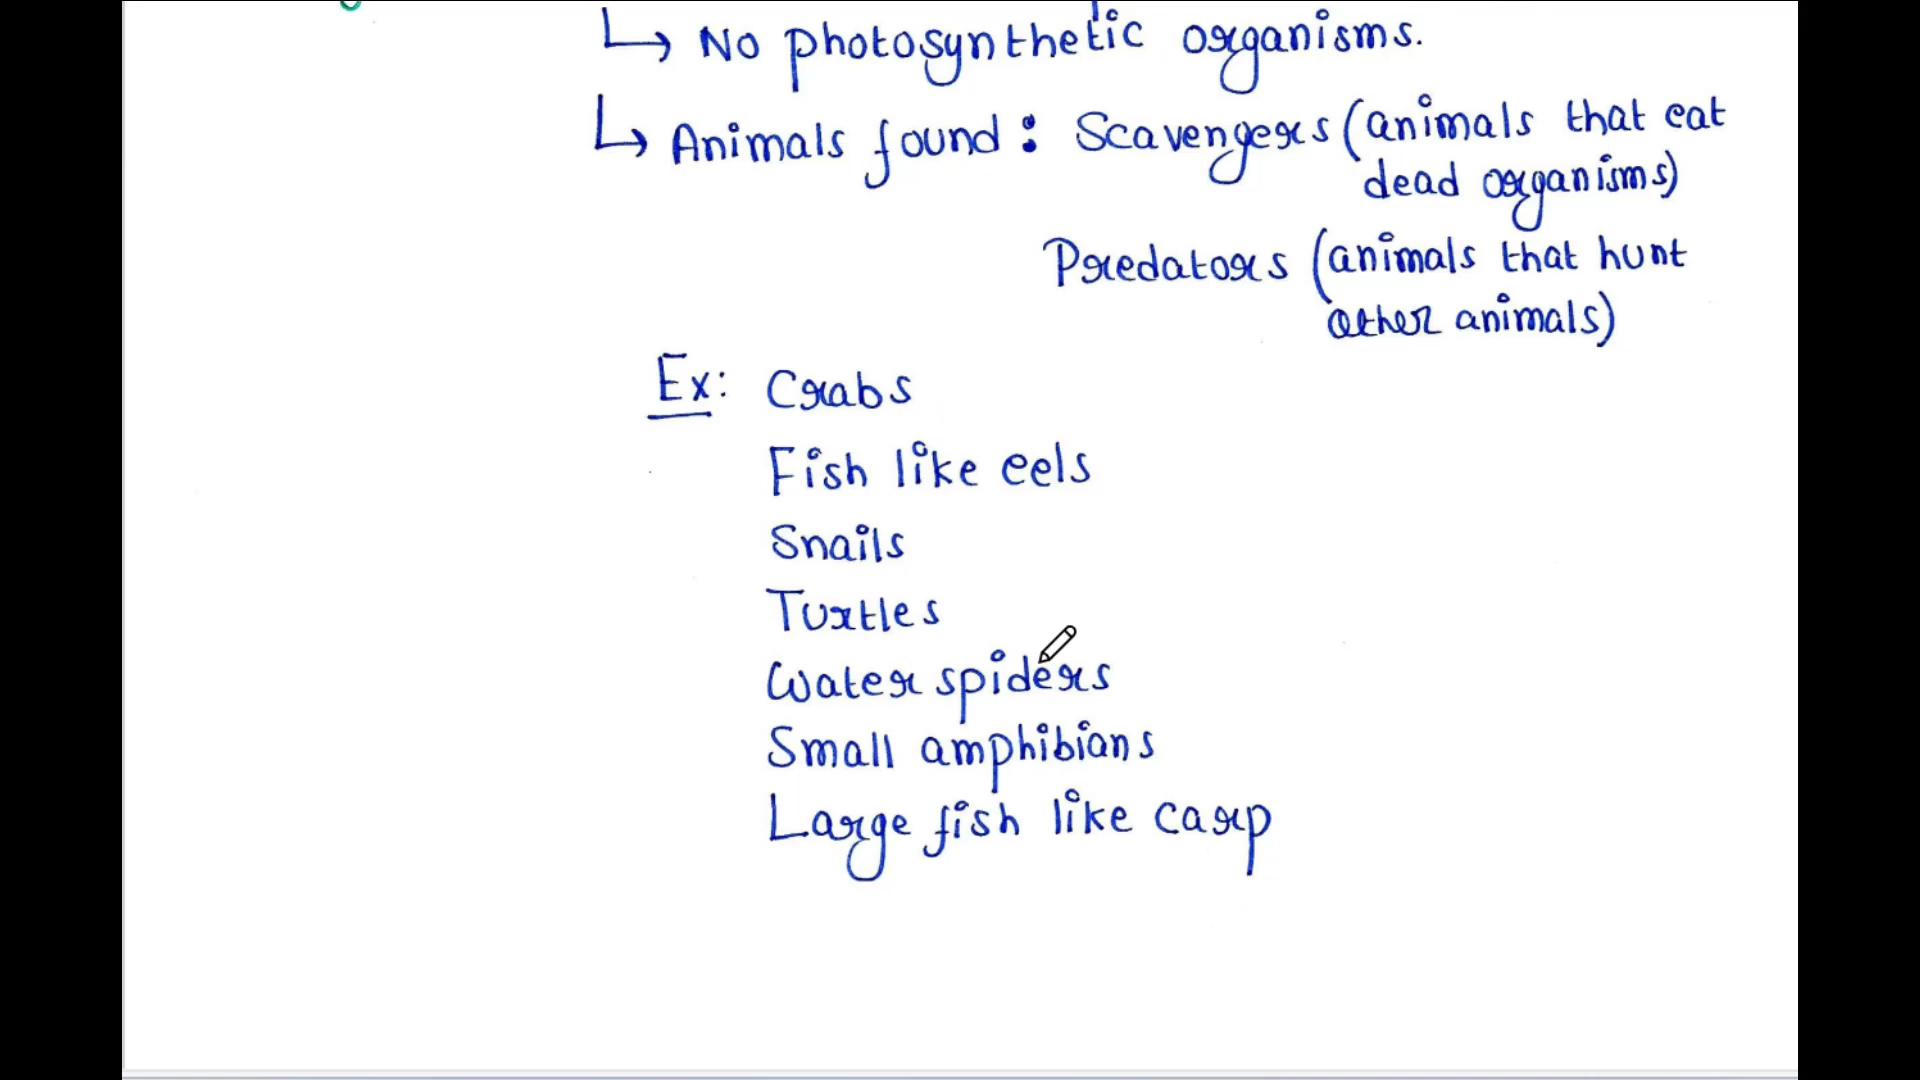 ↳ No photosynthetic organisms.
↳ Animals found : Scavengers (animals that eat
dead organisms)
Predators (animals that hunt
other animals)
Ex: Crabs
Fish like eels
Snails
Turtles
Water spiders
Small amphibians
Large fish like carp